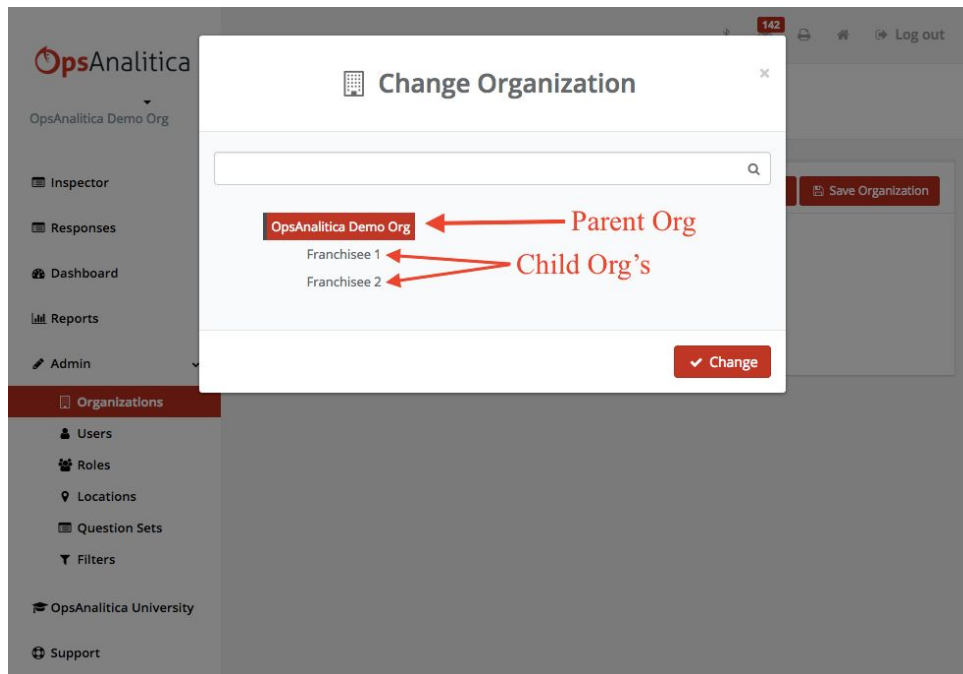 142
Log out
OpsAnalitica
OpsAnalitica Demo Org
Change Organization
×
Inspector
Save Organization
Responses
OpsAnalitica Demo Org
Parent Org
Franchisee 1
Child Org's
Franchisee 2
Dashboard
Reports
Admin
Change
Organizations
Users
Roles
Locations
Question Sets
Filters
OpsAnalitica University
Support